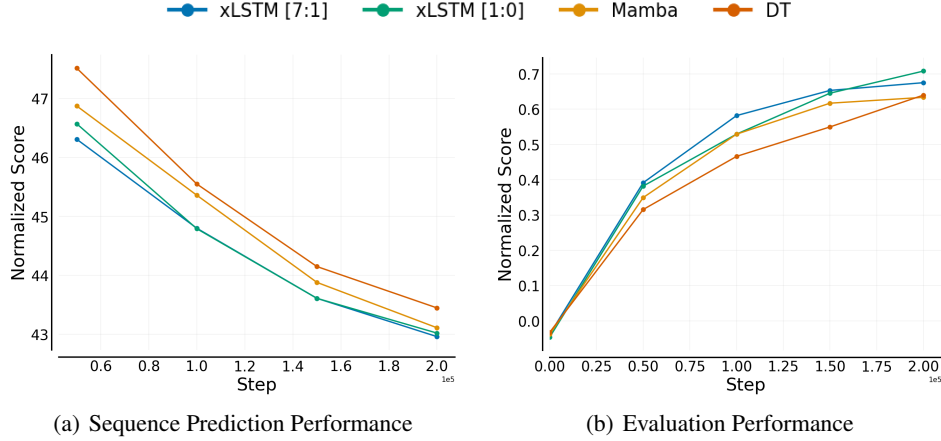 xLSTM [7:1] xLSTM [1:0] Mamba DT
Normalized Score
47
46
45
44
43
0.6 0.8 1.0 1.2 1.4 1.6 1.8 2.0
1e5
Step
(a) Sequence Prediction Performance
Normalized Score
0.7
0.6
0.5
0.4
0.3
0.2
0.1
0.0
0.00 0.25 0.50 0.75 1.00 1.25 1.50 1.75 2.00
1e5
Step
(b) Evaluation Performance